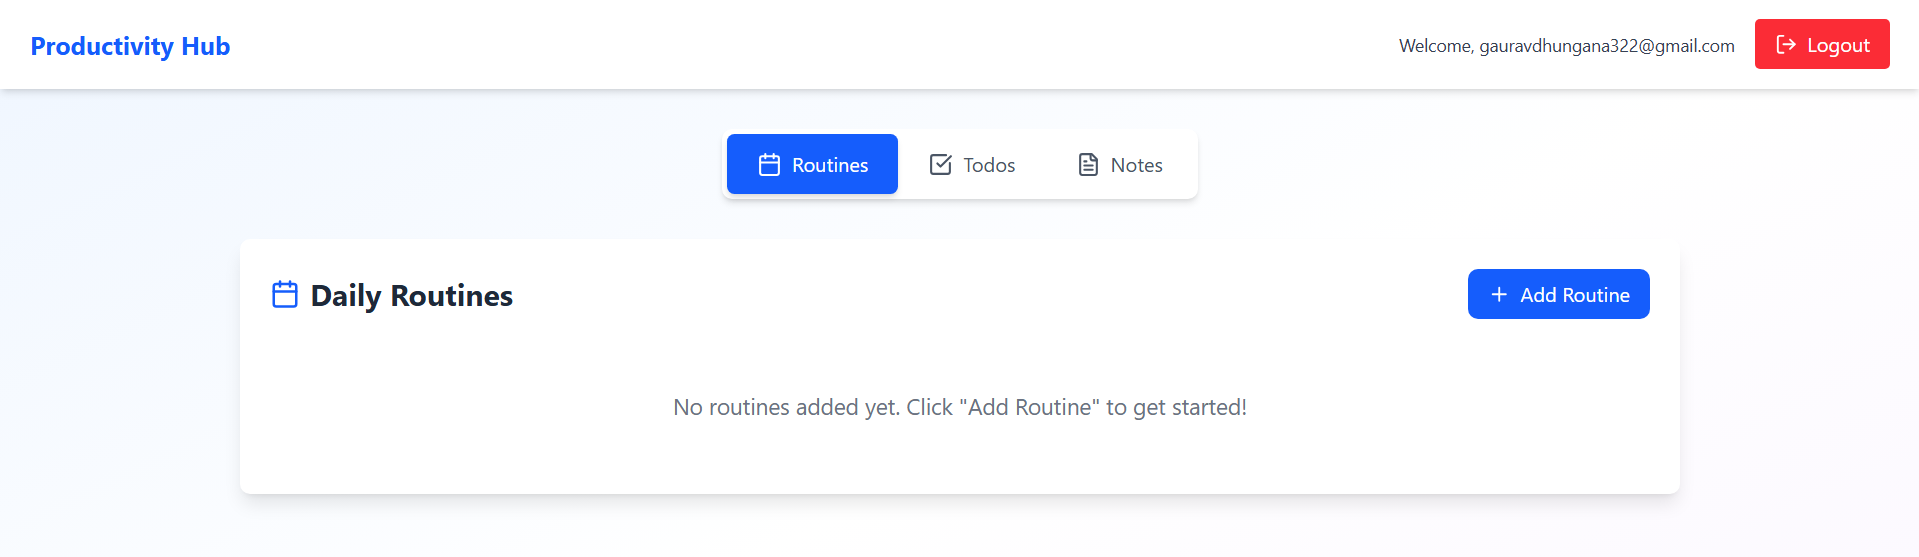 Productivity Hub
Welcome, gauravdhungana322@gmail.com
Logout
Routines
Todos
Notes
Daily Routines
Add Routine
No routines added yet. Click "Add Routine" to get started!